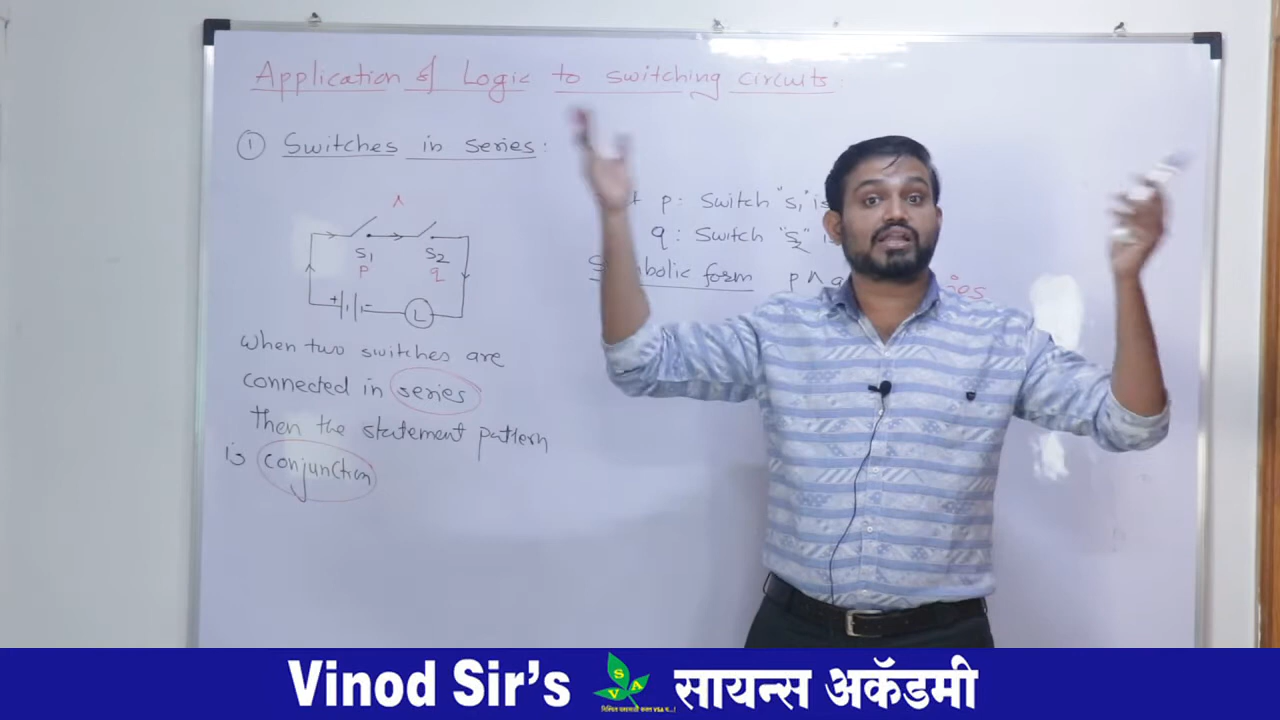 Application of Logic to switching circuits:
① Switches in series:
∧
S₁ S₂
p q
+ L
p: Switch "S₁" is
q: Switch "S₂" is
Symbolic form p ∧ q
when two switches are
connected in series
then the statement pattern
is conjunction
Vinod Sir's SVA सायन्स अकॅडमी